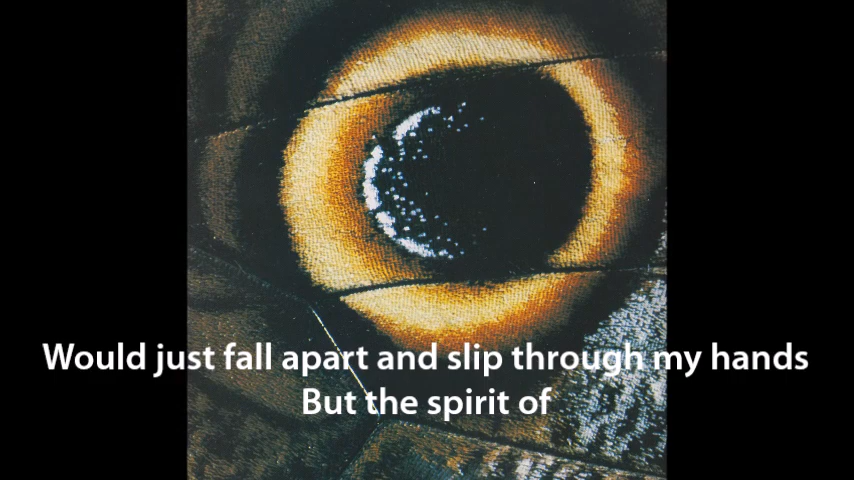 Would just fall apart and slip through my hands
But the spirit of